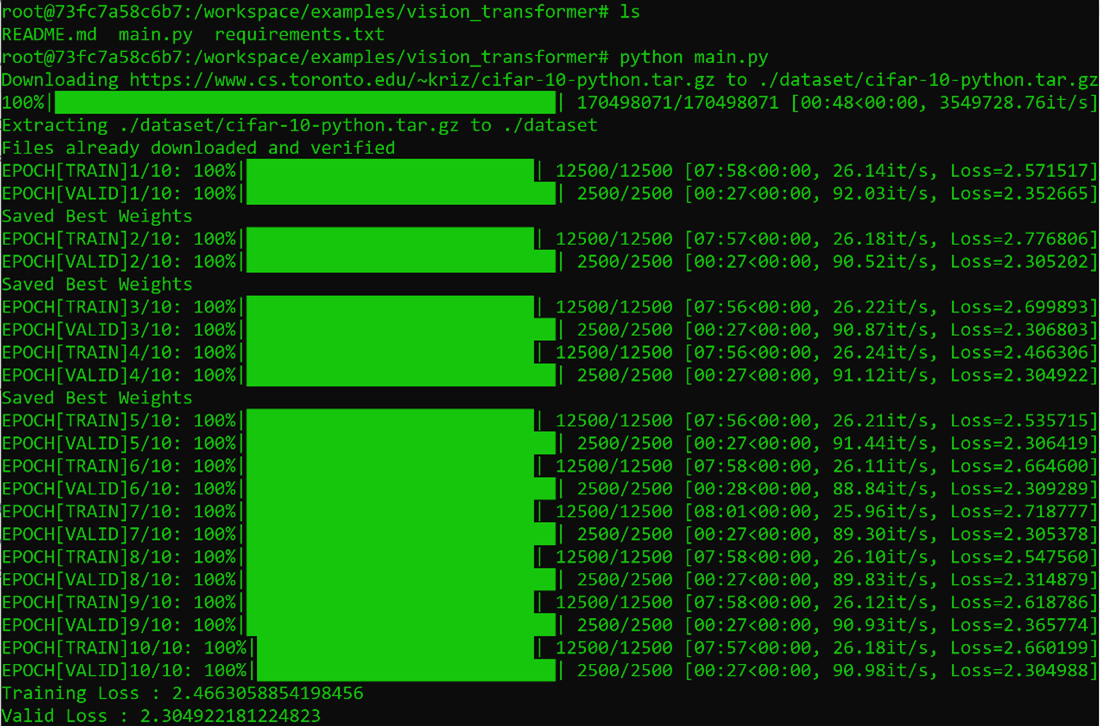 root@73fc7a58c6b7:/workspace/examples/vision_transformer# ls
README.md  main.py  requirements.txt
root@73fc7a58c6b7:/workspace/examples/vision_transformer# python main.py
Downloading https://www.cs.toronto.edu/~kriz/cifar-10-python.tar.gz to ./dataset/cifar-10-python.tar.gz
100%|| 170498071/170498071 [00:48<00:00, 3549728.76it/s]
Extracting ./dataset/cifar-10-python.tar.gz to ./dataset
Files already downloaded and verified
EPOCH[TRAIN]1/10: 100%|| 12500/12500 [07:58<00:00, 26.14it/s, Loss=2.571517]
EPOCH[VALID]1/10: 100%|| 2500/2500 [00:27<00:00, 92.03it/s, Loss=2.352665]
Saved Best Weights
EPOCH[TRAIN]2/10: 100%|| 12500/12500 [07:57<00:00, 26.18it/s, Loss=2.776806]
EPOCH[VALID]2/10: 100%|| 2500/2500 [00:27<00:00, 90.52it/s, Loss=2.305202]
Saved Best Weights
EPOCH[TRAIN]3/10: 100%|| 12500/12500 [07:56<00:00, 26.22it/s, Loss=2.699893]
EPOCH[VALID]3/10: 100%|| 2500/2500 [00:27<00:00, 90.87it/s, Loss=2.306803]
EPOCH[TRAIN]4/10: 100%|| 12500/12500 [07:56<00:00, 26.24it/s, Loss=2.466306]
EPOCH[VALID]4/10: 100%|| 2500/2500 [00:27<00:00, 91.12it/s, Loss=2.304922]
Saved Best Weights
EPOCH[TRAIN]5/10: 100%|| 12500/12500 [07:56<00:00, 26.21it/s, Loss=2.535715]
EPOCH[VALID]5/10: 100%|| 2500/2500 [00:27<00:00, 91.44it/s, Loss=2.306419]
EPOCH[TRAIN]6/10: 100%|| 12500/12500 [07:58<00:00, 26.11it/s, Loss=2.664600]
EPOCH[VALID]6/10: 100%|| 2500/2500 [00:28<00:00, 88.84it/s, Loss=2.309289]
EPOCH[TRAIN]7/10: 100%|| 12500/12500 [08:01<00:00, 25.96it/s, Loss=2.718777]
EPOCH[VALID]7/10: 100%|| 2500/2500 [00:27<00:00, 89.30it/s, Loss=2.305378]
EPOCH[TRAIN]8/10: 100%|| 12500/12500 [07:58<00:00, 26.10it/s, Loss=2.547560]
EPOCH[VALID]8/10: 100%|| 2500/2500 [00:27<00:00, 89.83it/s, Loss=2.314879]
EPOCH[TRAIN]9/10: 100%|| 12500/12500 [07:58<00:00, 26.12it/s, Loss=2.618786]
EPOCH[VALID]9/10: 100%|| 2500/2500 [00:27<00:00, 90.93it/s, Loss=2.365774]
EPOCH[TRAIN]10/10: 100%|| 12500/12500 [07:57<00:00, 26.18it/s, Loss=2.660199]
EPOCH[VALID]10/10: 100%|| 2500/2500 [00:27<00:00, 90.98it/s, Loss=2.304988]
Training Loss : 2.4663058854198456
Valid Loss : 2.304922181224823